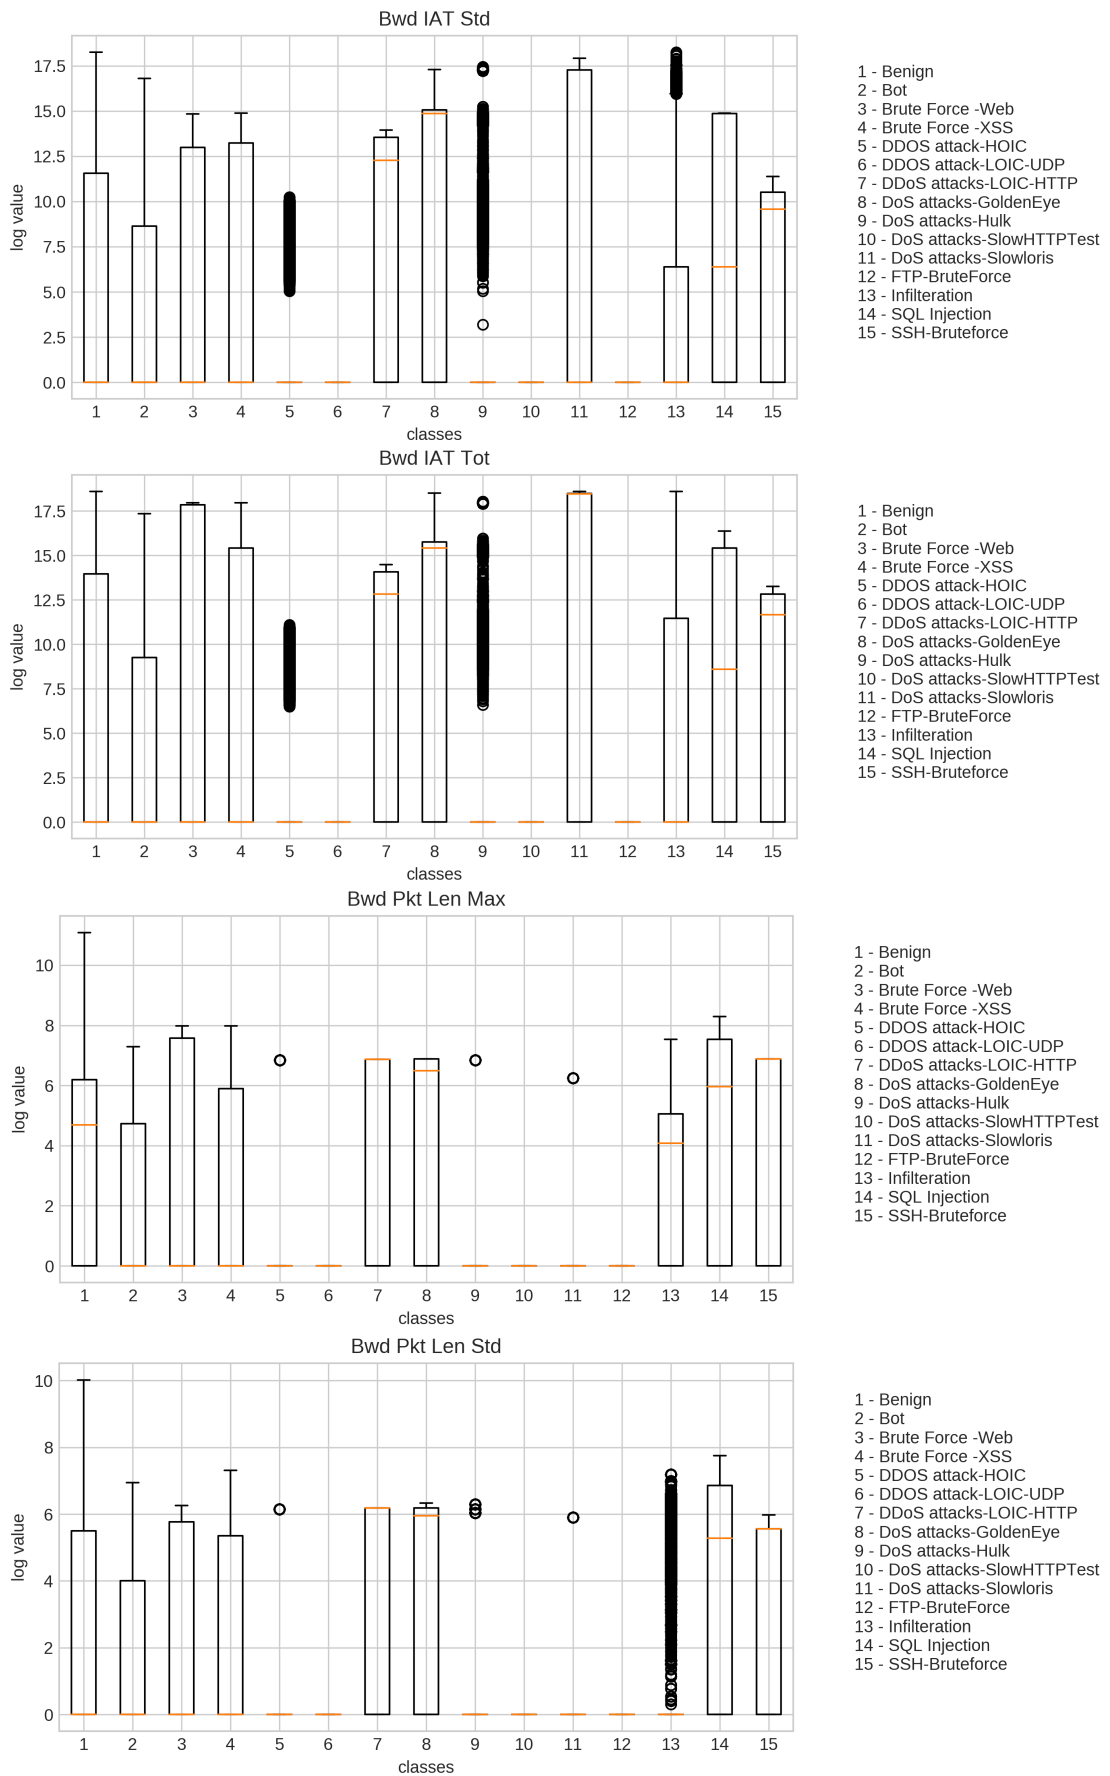 Bwd IAT Std
17.5
15.0
12.5
10.0
7.5
5.0
2.5
0.0
log value
1 2 3 4 5 6 7 8 9 10 11 12 13 14 15
classes
1 - Benign
2 - Bot
3 - Brute Force -Web
4 - Brute Force -XSS
5 - DDOS attack-HOIC
6 - DDOS attack-LOIC-UDP
7 - DDoS attacks-LOIC-HTTP
8 - DoS attacks-GoldenEye
9 - DoS attacks-Hulk
10 - DoS attacks-SlowHTTPTest
11 - DoS attacks-Slowloris
12 - FTP-BruteForce
13 - Infilteration
14 - SQL Injection
15 - SSH-Bruteforce
Bwd IAT Tot
17.5
15.0
12.5
10.0
7.5
5.0
2.5
0.0
log value
1 2 3 4 5 6 7 8 9 10 11 12 13 14 15
classes
1 - Benign
2 - Bot
3 - Brute Force -Web
4 - Brute Force -XSS
5 - DDOS attack-HOIC
6 - DDOS attack-LOIC-UDP
7 - DDoS attacks-LOIC-HTTP
8 - DoS attacks-GoldenEye
9 - DoS attacks-Hulk
10 - DoS attacks-SlowHTTPTest
11 - DoS attacks-Slowloris
12 - FTP-BruteForce
13 - Infilteration
14 - SQL Injection
15 - SSH-Bruteforce
Bwd Pkt Len Max
10
8
6
4
2
0
log value
1 2 3 4 5 6 7 8 9 10 11 12 13 14 15
classes
1 - Benign
2 - Bot
3 - Brute Force -Web
4 - Brute Force -XSS
5 - DDOS attack-HOIC
6 - DDOS attack-LOIC-UDP
7 - DDoS attacks-LOIC-HTTP
8 - DoS attacks-GoldenEye
9 - DoS attacks-Hulk
10 - DoS attacks-SlowHTTPTest
11 - DoS attacks-Slowloris
12 - FTP-BruteForce
13 - Infilteration
14 - SQL Injection
15 - SSH-Bruteforce
Bwd Pkt Len Std
10
8
6
4
2
0
log value
1 2 3 4 5 6 7 8 9 10 11 12 13 14 15
classes
1 - Benign
2 - Bot
3 - Brute Force -Web
4 - Brute Force -XSS
5 - DDOS attack-HOIC
6 - DDOS attack-LOIC-UDP
7 - DDoS attacks-LOIC-HTTP
8 - DoS attacks-GoldenEye
9 - DoS attacks-Hulk
10 - DoS attacks-SlowHTTPTest
11 - DoS attacks-Slowloris
12 - FTP-BruteForce
13 - Infilteration
14 - SQL Injection
15 - SSH-Bruteforce